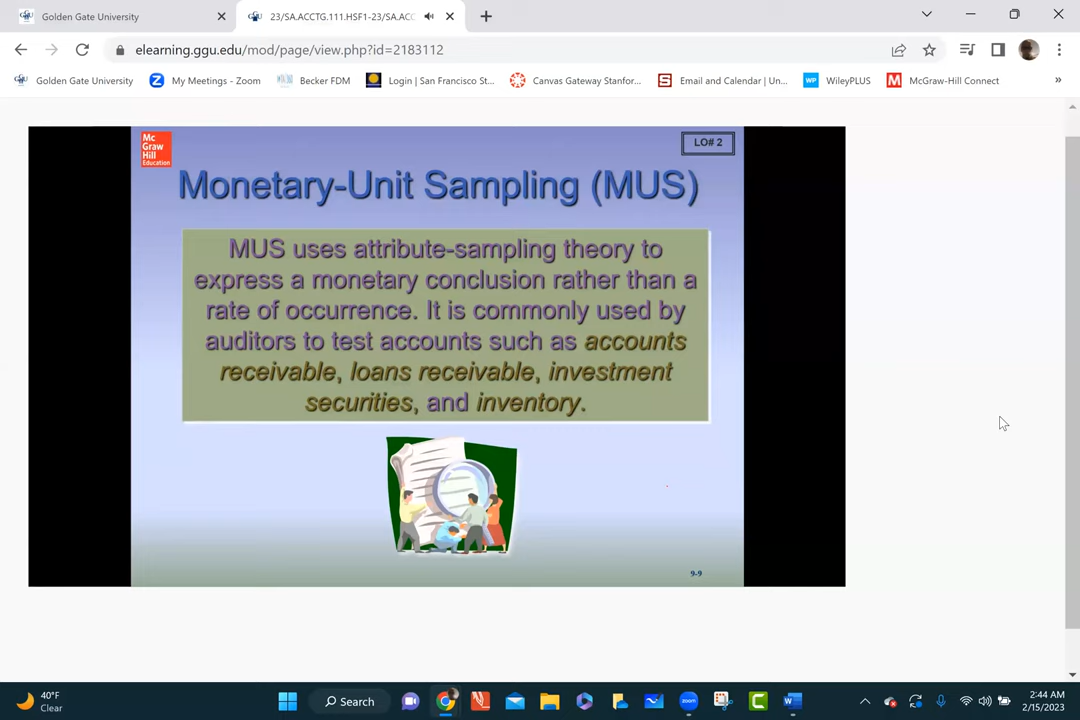 Golden Gate University
23/SA.ACCTG.111.HSF1-23/SA.ACC
elearning.ggu.edu/mod/page/view.php?id=2183112
Golden Gate University
My Meetings - Zoom
Becker FDM
Login | San Francisco St...
Canvas Gateway Stanfor...
Email and Calendar | Un...
WileyPLUS
McGraw-Hill Connect
»
Mc
Graw
Hill
Education
LO# 2
Monetary-Unit Sampling (MUS)
MUS uses attribute-sampling theory to
express a monetary conclusion rather than a
rate of occurrence. It is commonly used by
auditors to test accounts such as accounts
receivable, loans receivable, investment
securities, and inventory.
9-9
40°F
Clear
Search
zoom
2:44 AM
2/15/2023